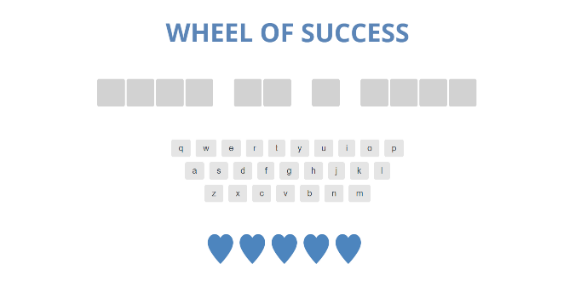 WHEEL OF SUCCESS
q w e r t y u i o p
a s d f g h j k l
z x c v b n m